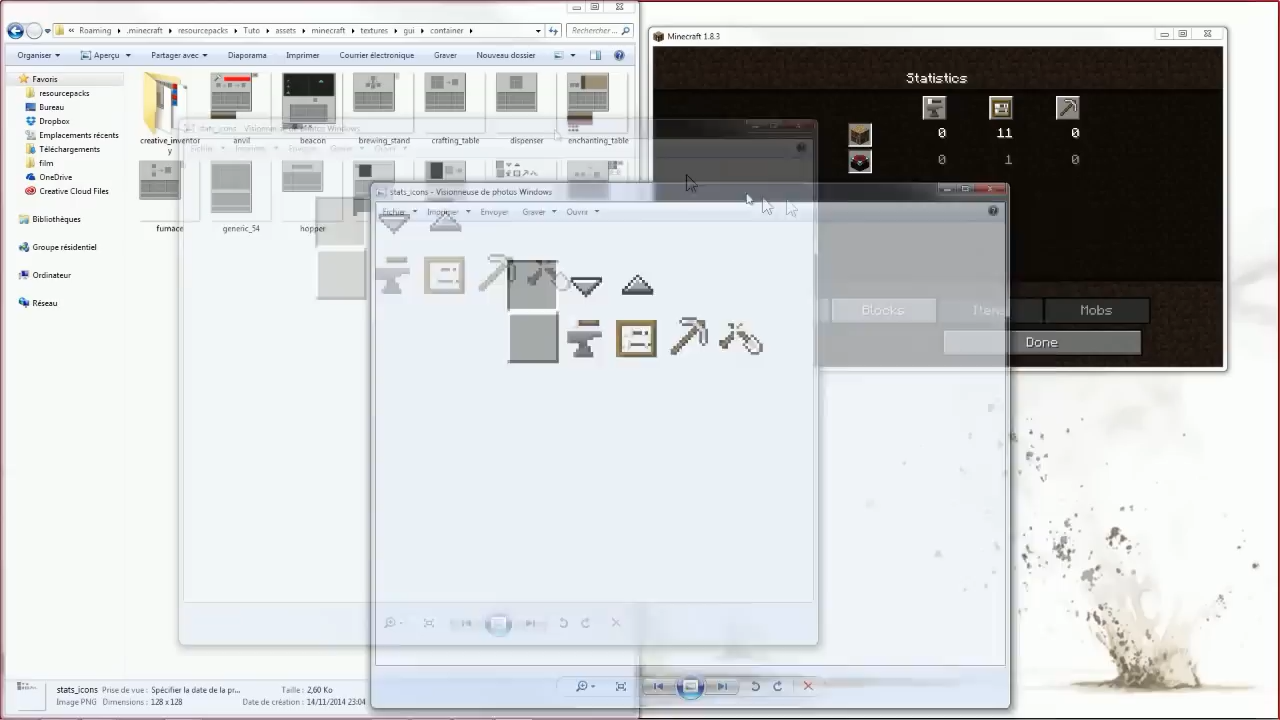 Roaming ▸ .minecraft ▸ resourcepacks ▸ Tuto ▸ assets ▸ minecraft ▸ textures ▸ gui ▸ container ▸
Rechercher ...
Organiser
Aperçu
Partager avec
Diaporama
Imprimer
Courrier électronique
Graver
Nouveau dossier
Favoris
resourcepacks
Bureau
Dropbox
Emplacements récents
Téléchargements
film
OneDrive
Creative Cloud Files
Bibliothèques
Groupe résidentiel
Ordinateur
Réseau
creative_inventory
anvil
beacon
brewing_stand
crafting_table
dispenser
enchanting_table
furnace
generic_54
hopper
stats_icons - Visionneuse de photos Windows
Fichier
Imprimer
Envoyer
Graver
Ouvrir
Minecraft 1.8.3
Statistics
0 11 0
0 1 0
Blocks
Items
Mobs
Done
stats_icons
Prise de vue : Spécifier la date de la pr...
Taille : 2,60 Ko
Image PNG
Dimensions : 128 x 128
Date de création : 14/11/2014 23:04